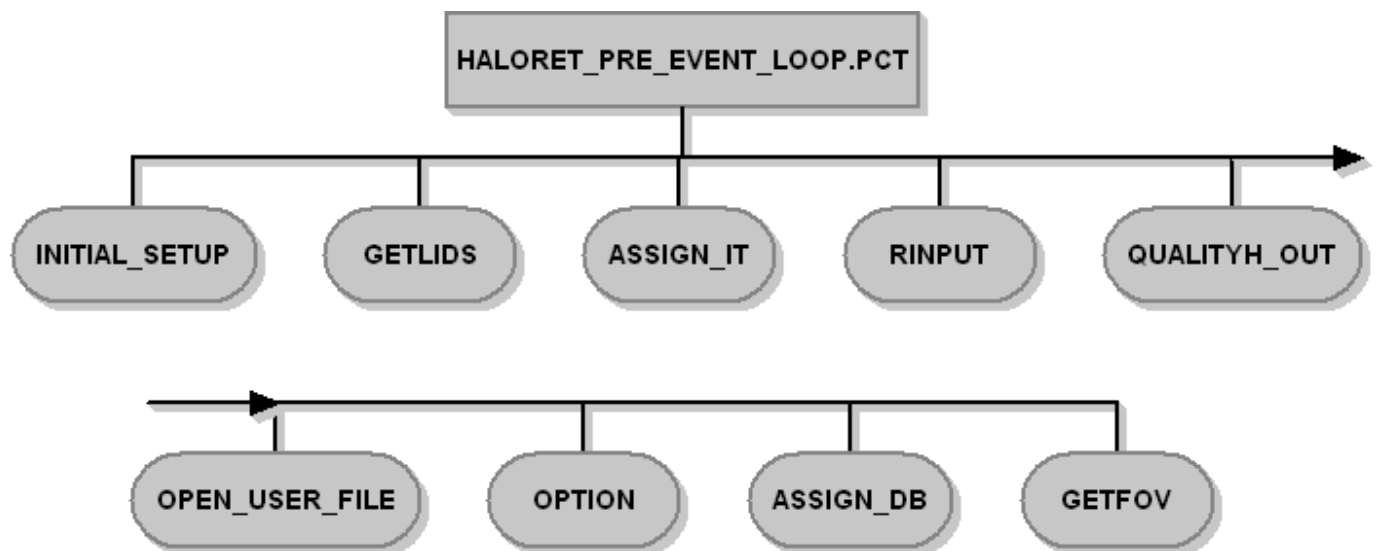 HALORET_PRE_EVENT_LOOP.PCT
INITIAL_SETUP
GETLIDS
ASSIGN_IT
RINPUT
QUALITYH_OUT
OPEN_USER_FILE
OPTION
ASSIGN_DB
GETFOV